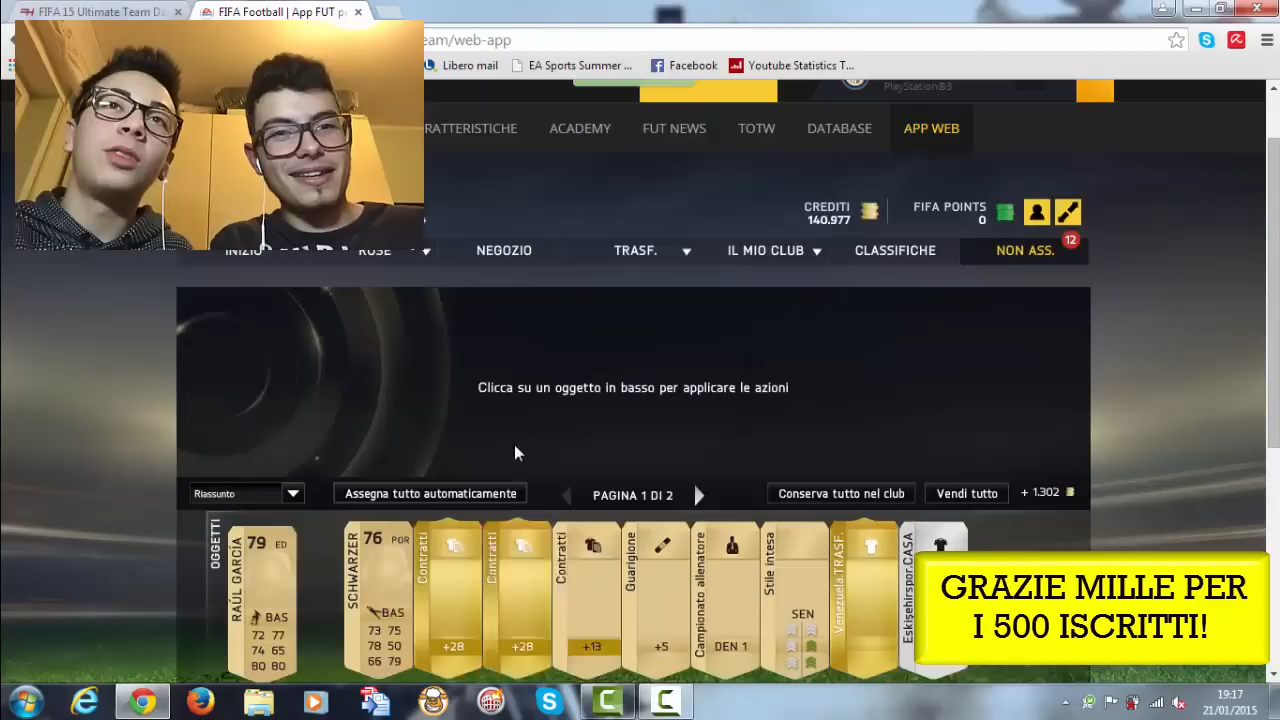 FIFA 15 Ultimate Team Da
FIFA Football | App FUT p
eam/web-app
Libero mail
EA Sports Summer ...
Facebook
Youtube Statistics T...
PlayStation®3
RATTERISTICHE
ACADEMY
FUT NEWS
TOTW
DATABASE
APP WEB
CREDITI
140.977
FIFA POINTS
0
INIZIO
ROSE
NEGOZIO
TRASF.
IL MIO CLUB
CLASSIFICHE
NON ASS.
12
Clicca su un oggetto in basso per applicare le azioni
Riassunto
Assegna tutto automaticamente
PAGINA 1 DI 2
Conserva tutto nel club
Vendi tutto
+ 1.302
OGGETTI
RAÚL GARCÍA
79 ED
BAS
72 77
74 65
80 80
SCHWARZER
76 POR
BAS
73 75
78 50
66 79
Contratti
+28
Contratti
+28
Contratti
+13
Guarigione
+5
Campionato allenatore
DEN 1
Stile intesa
SEN
Venezuela.TRASF.
Eskişehirspor.CASA
GRAZIE MILLE PER
I 500 ISCRITTI!
19:17
21/01/2015